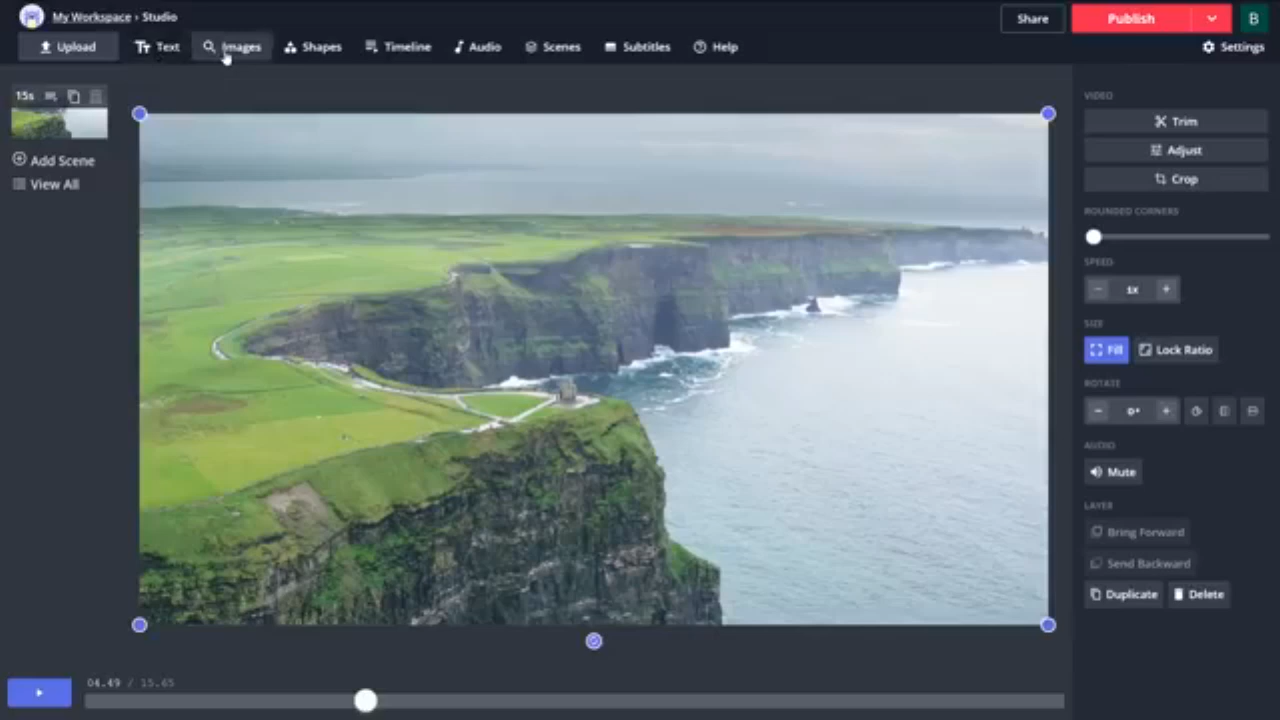 My Workspace › Studio
Share
Publish
B
Upload
Text
Images
Shapes
Timeline
Audio
Scenes
Subtitles
Help
Settings
15s
Add Scene
View All
VIDEO
Trim
Adjust
Crop
ROUNDED CORNERS
SPEED
− 1x +
SIZE
Fill
Lock Ratio
ROTATE
− 0° +
AUDIO
Mute
LAYER
Bring Forward
Send Backward
Duplicate
Delete
04.49 / 15.65